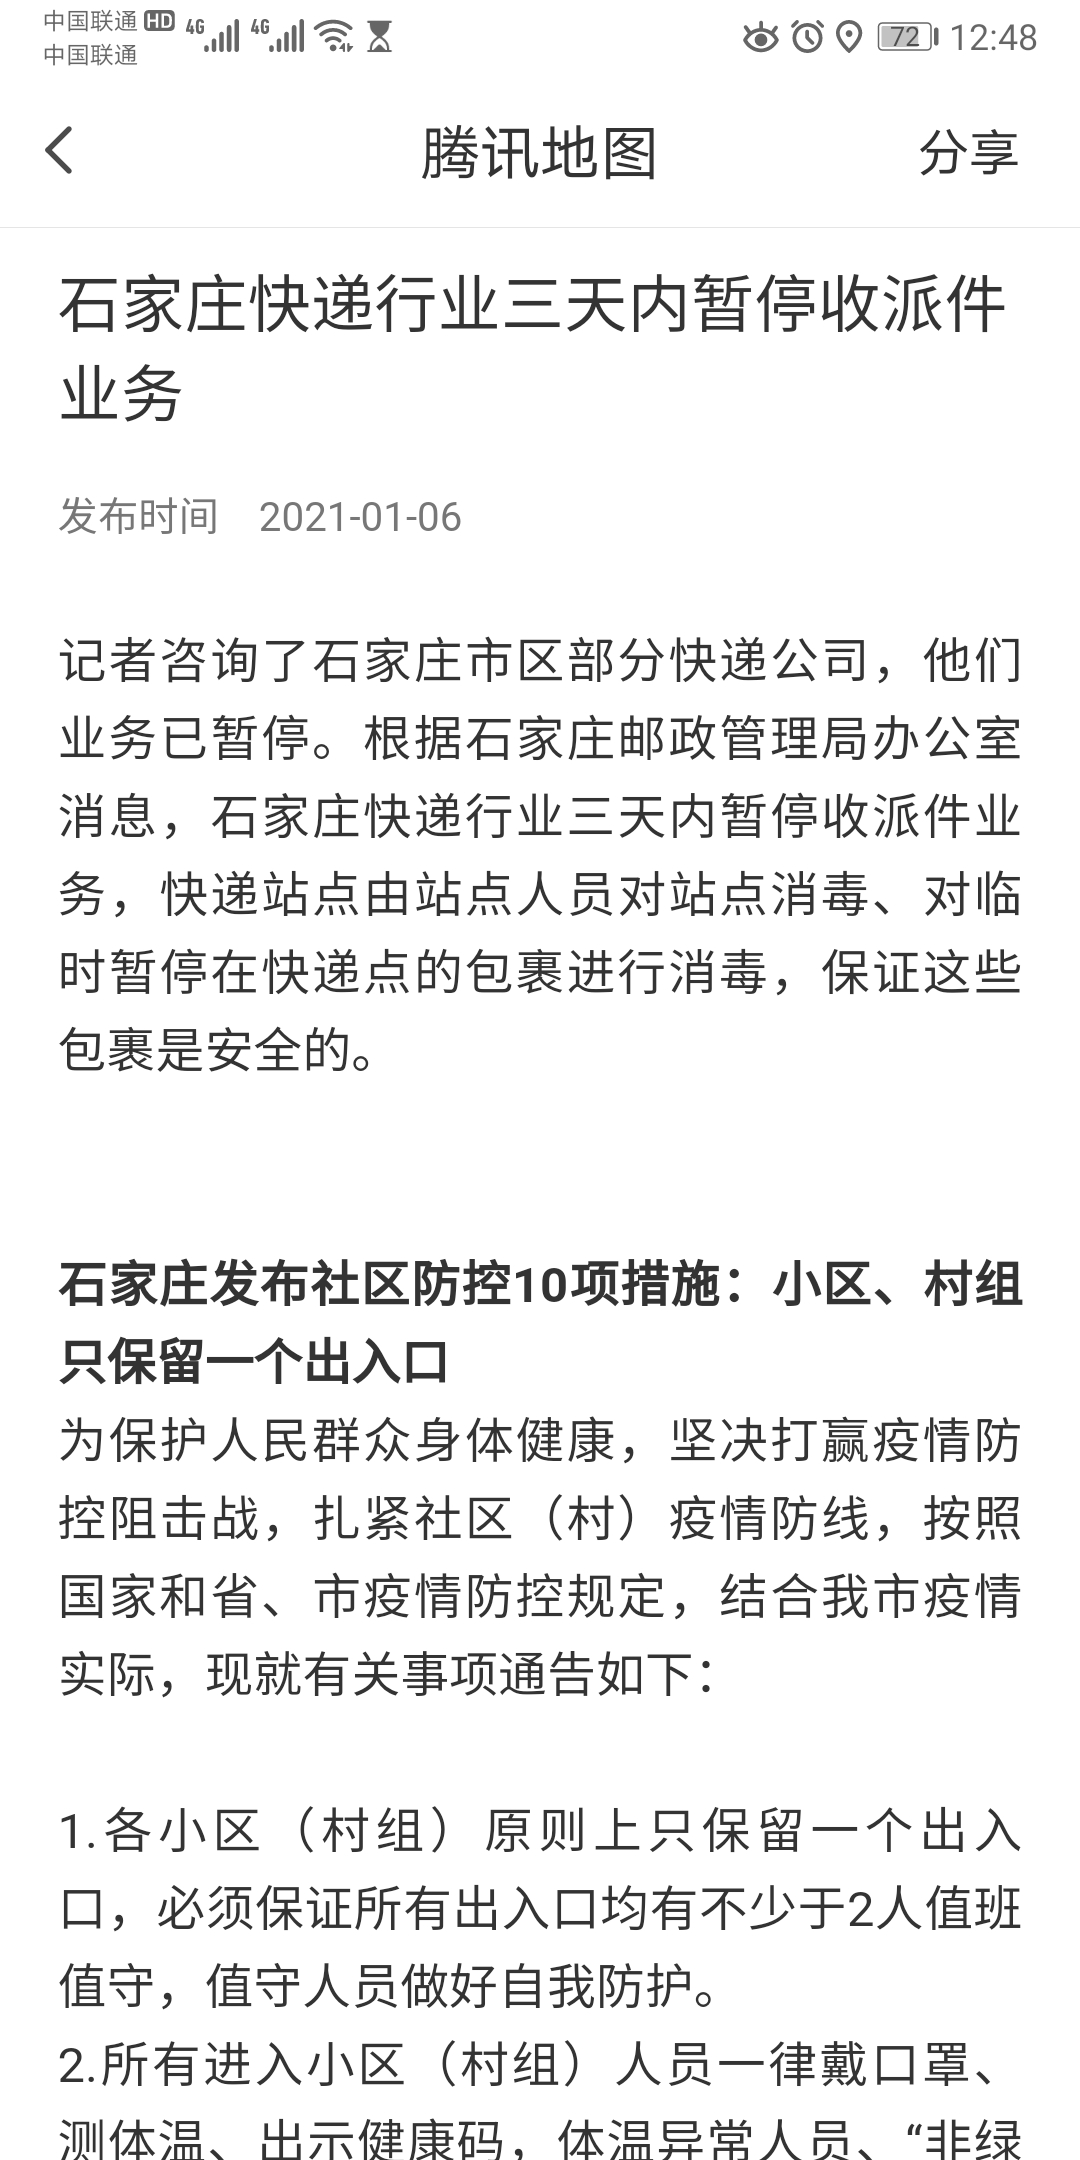 中国联通 HD 4G 4G 72 12:48
中国联通
腾讯地图 分享
石家庄快递行业三天内暂停收派件
业务
发布时间 2021-01-06
记者咨询了石家庄市区部分快递公司，他们
业务已暂停。根据石家庄邮政管理局办公室
消息，石家庄快递行业三天内暂停收派件业
务，快递站点由站点人员对站点消毒、对临
时暂停在快递点的包裹进行消毒，保证这些
包裹是安全的。
石家庄发布社区防控10项措施：小区、村组
只保留一个出入口
为保护人民群众身体健康，坚决打赢疫情防
控阻击战，扎紧社区（村）疫情防线，按照
国家和省、市疫情防控规定，结合我市疫情
实际，现就有关事项通告如下：
1.各小区（村组）原则上只保留一个出入
口，必须保证所有出入口均有不少于2人值班
值守，值守人员做好自我防护。
2.所有进入小区（村组）人员一律戴口罩、
测体温、出示健康码，体温异常人员、“非绿